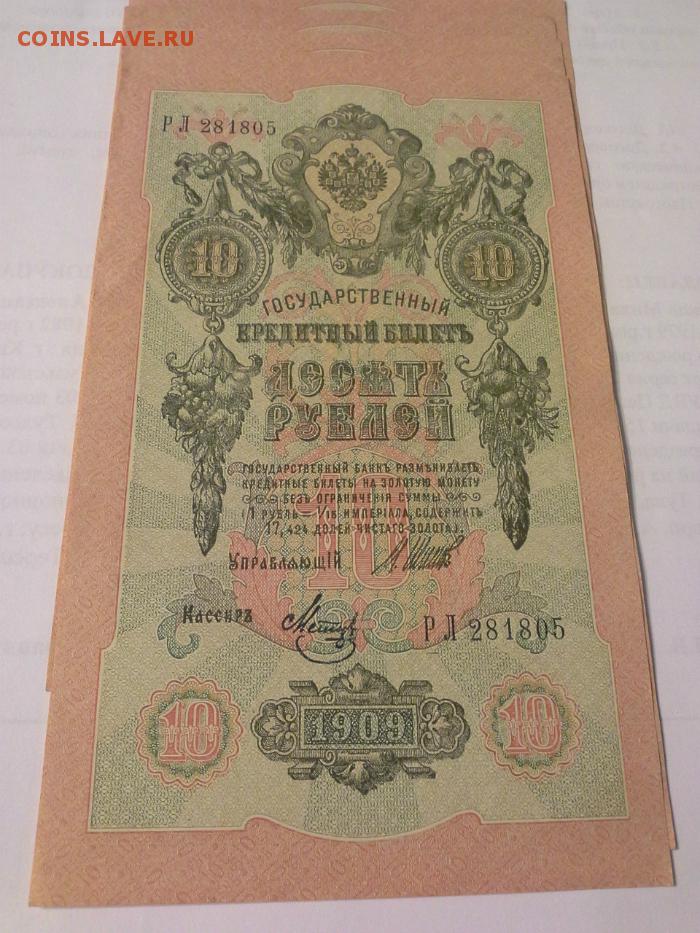 COINS.LAVE.RU
РЛ 281805
10 10
ГОСУДАРСТВЕННЫЙ
КРЕДИТНЫЙ БИЛЕТЪ
ДЕСЯТЬ
РУБЛЕЙ
ГОСУДАРСТВЕННЫЙ БАНКЪ РАЗМѢНИВАЕТЪ
КРЕДИТНЫЕ БИЛЕТЫ НА ЗОЛОТУЮ МОНЕТУ
БЕЗЪ ОГРАНИЧЕНІЯ СУММЫ
(1 РУБЛЬ = 1/15 ИМПЕРІАЛА, СОДЕРЖИТЪ
17,424 ДОЛЕЙ ЧИСТАГО ЗОЛОТА).
10
УПРАВЛЯЮЩІЙ
КАССИРЪ
РЛ 281805
10 1909 10